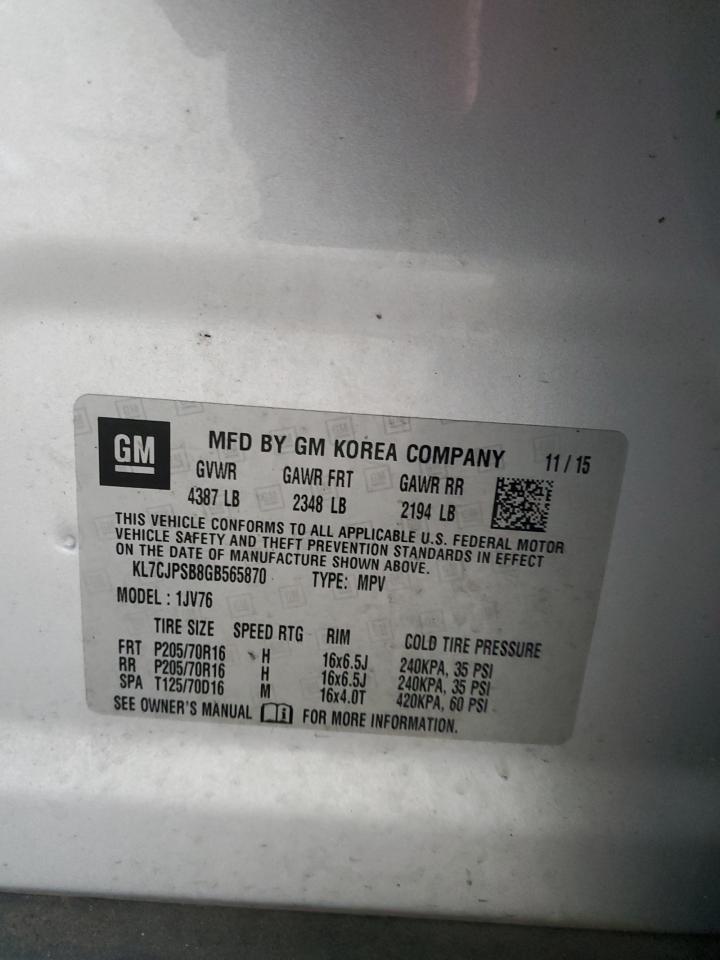 GM MFD BY GM KOREA COMPANY 11 / 15
GVWR GAWR FRT GAWR RR
4387 LB 2348 LB 2194 LB
THIS VEHICLE CONFORMS TO ALL APPLICABLE U.S. FEDERAL MOTOR
VEHICLE SAFETY AND THEFT PREVENTION STANDARDS IN EFFECT
ON THE DATE OF MANUFACTURE SHOWN ABOVE.
KL7CJPSB8GB565870 TYPE: MPV
MODEL : 1JV76
TIRE SIZE SPEED RTG RIM COLD TIRE PRESSURE
FRT P205/70R16 H 16x6.5J 240KPA, 35 PSI
RR P205/70R16 H 16x6.5J 240KPA, 35 PSI
SPA T125/70D16 M 16x4.0T 420KPA, 60 PSI
SEE OWNER'S MANUAL FOR MORE INFORMATION.